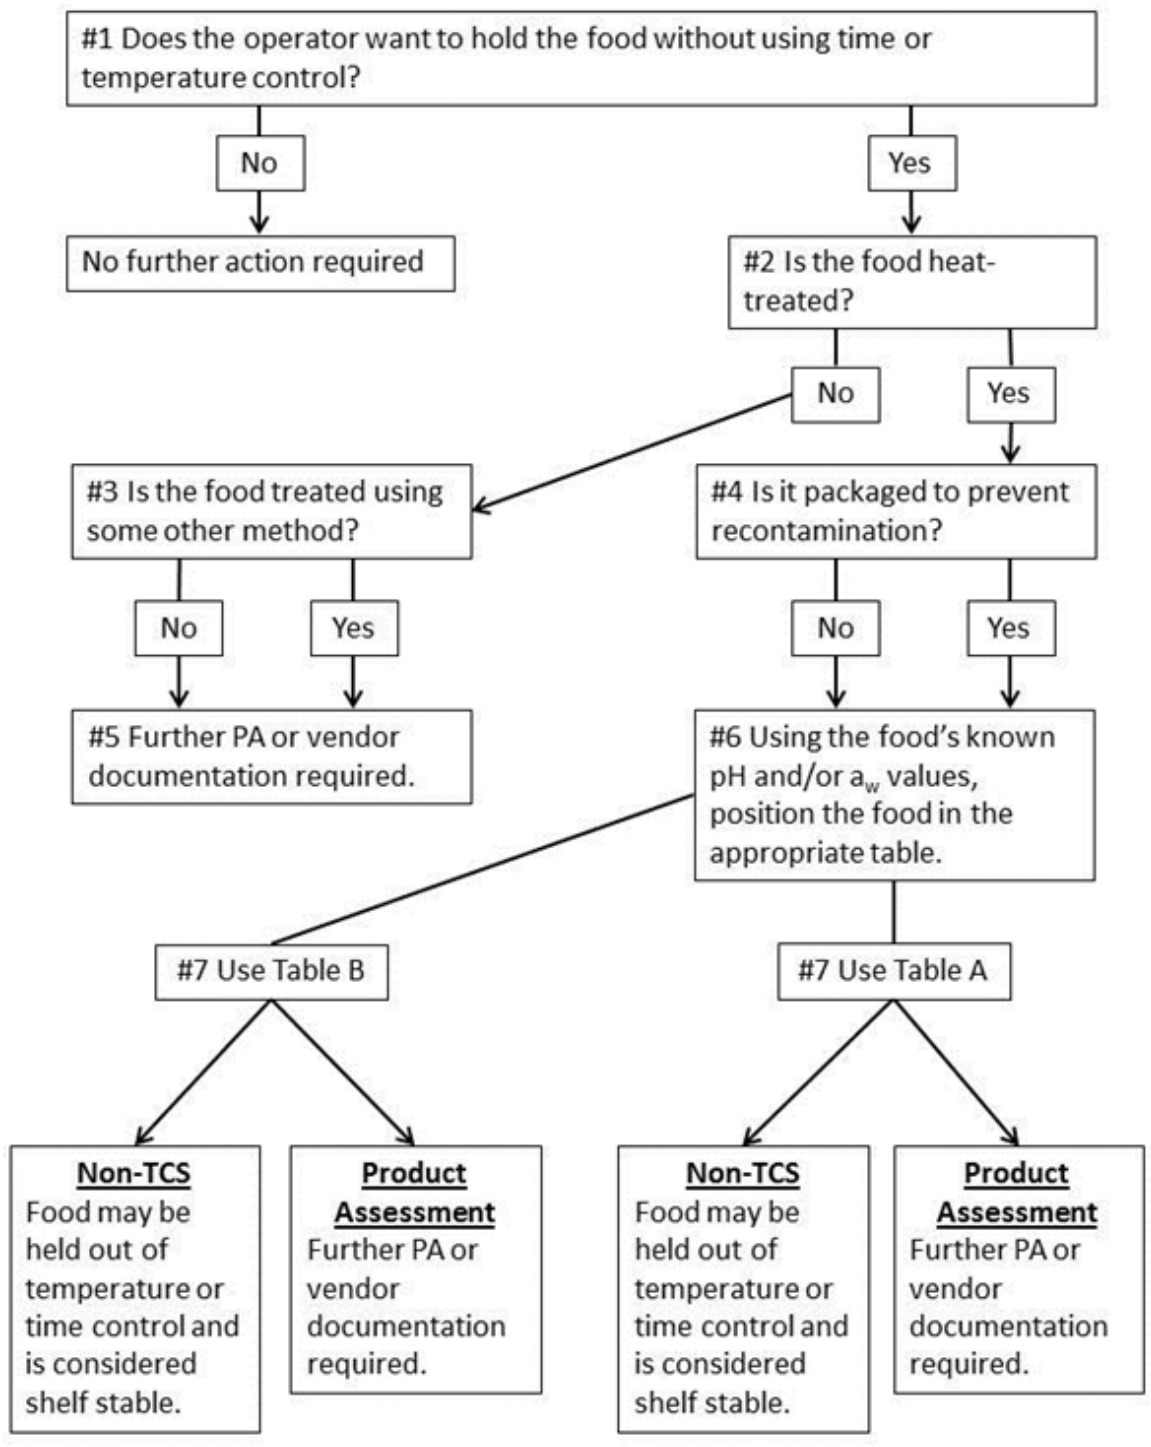 #1 Does the operator want to hold the food without using time or
temperature control?
No
Yes
No further action required
#2 Is the food heat-
treated?
No
Yes
#3 Is the food treated using
some other method?
#4 Is it packaged to prevent
recontamination?
No
Yes
No
Yes
#5 Further PA or vendor
documentation required.
#6 Using the food's known
pH and/or aw values,
position the food in the
appropriate table.
#7 Use Table B
#7 Use Table A
Non-TCS
Food may be
held out of
temperature or
time control and
is considered
shelf stable.
Product
Assessment
Further PA or
vendor
documentation
required.
Non-TCS
Food may be
held out of
temperature or
time control and
is considered
shelf stable.
Product
Assessment
Further PA or
vendor
documentation
required.